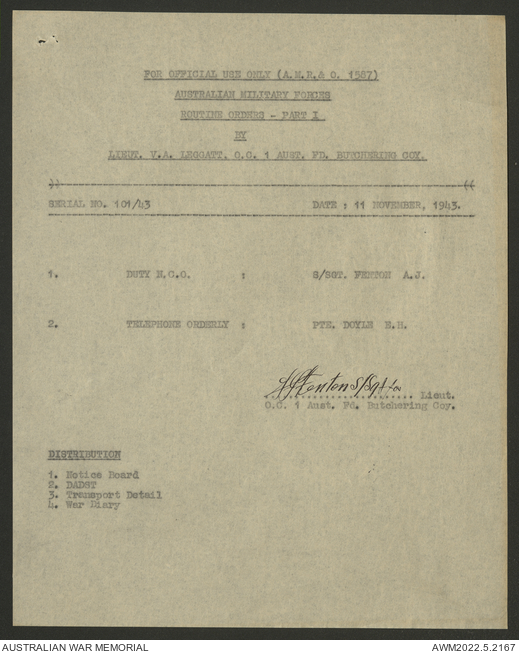 FOR OFFICIAL USE ONLY (A.M.R.& O. 1587)
AUSTRALIAN MILITARY FORCES
ROUTINE ORDERS - PART I
BY
LIEUT. V.A. LEGGATT, O.C. 1 AUST. FD. BUTCHERING COY.
SERIAL NO. 101/43 DATE : 11 NOVEMBER, 1943.
1. DUTY N.C.O. : S/SGT. FENTON A.J.
2. TELEPHONE ORDERLY : PTE. DOYLE E.H.
Fenton S/Sgt for Lieut.
O.C. 1 Aust. Fd. Butchering Coy.
DISTRIBUTION
1. Notice Board
2. DADST
3. Transport Detail
4. War Diary
AUSTRALIAN WAR MEMORIAL AWM2022.5.2167